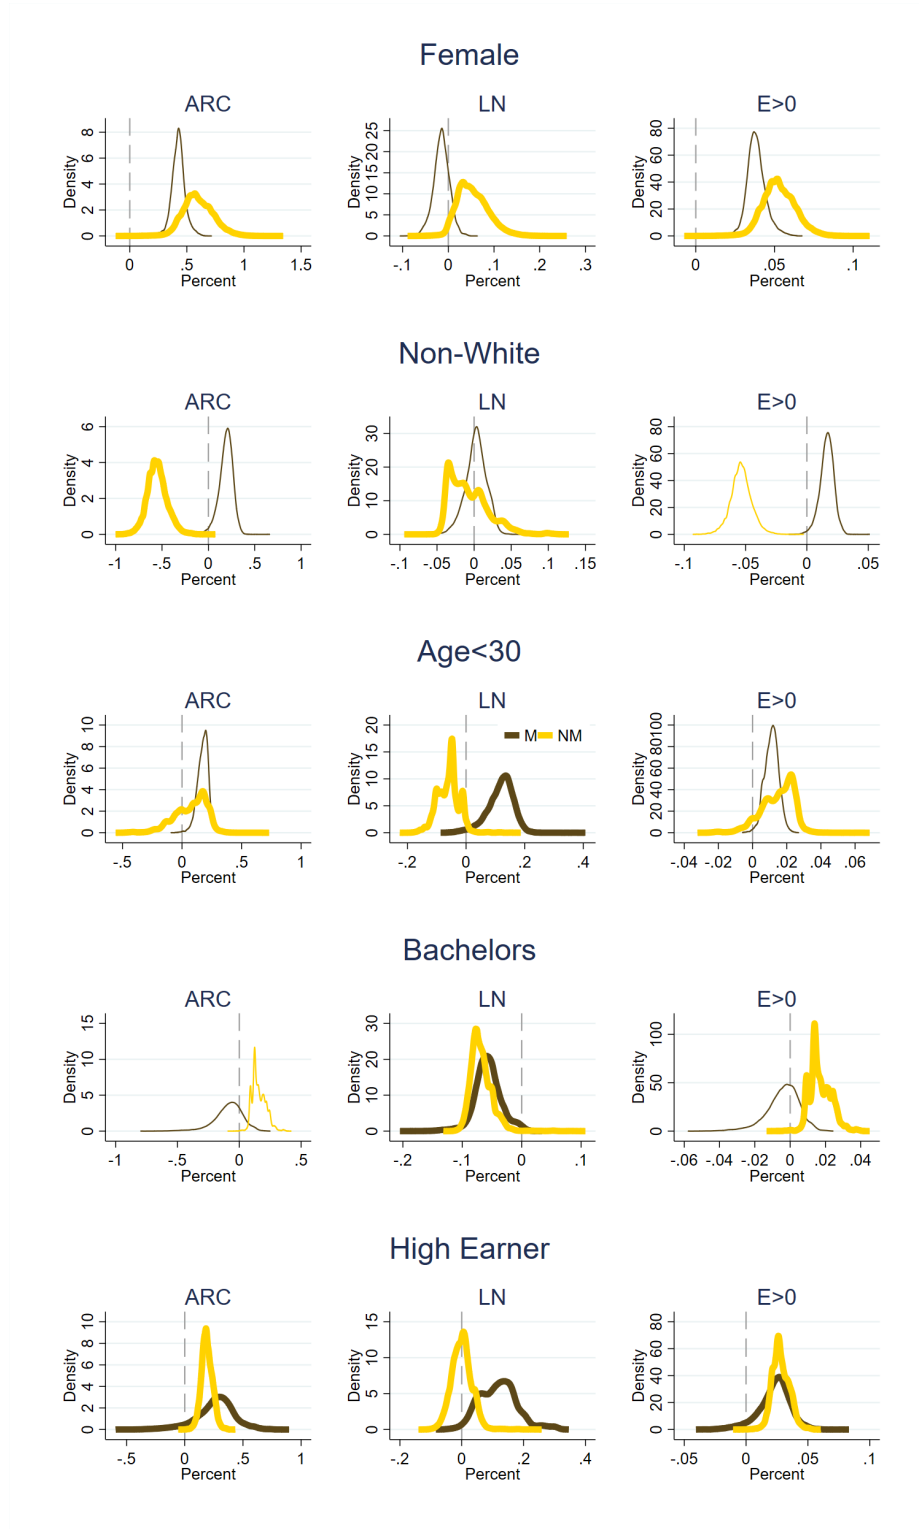 Female
ARC LN E>0
Density 0 2 4 6 8
0 .5 1 1.5
Percent
Density 0 5 10 15 20 25
-.1 0 .1 .2 .3
Percent
Density 0 20 40 60 80
0 .05 .1
Percent
Non-White
ARC LN E>0
Density 0 2 4 6
-1 -.5 0 .5 1
Percent
Density 0 10 20 30
-.1 -.05 0 .05 .1 .15
Percent
Density 0 20 40 60 80
-.1 -.05 0 .05
Percent
Age<30
ARC LN E>0
Density 0 2 4 6 8 10
-.5 0 .5 1
Percent
M NM
Density 0 5 10 15 20
-.2 0 .2 .4
Percent
Density 0 20 40 60 80100
-.04 -.02 0 .02 .04 .06
Percent
Bachelors
ARC LN E>0
Density 0 5 10 15
-1 -.5 0 .5
Percent
Density 0 10 20 30
-.2 -.1 0 .1
Percent
Density 0 50 100
-.06 -.04 -.02 0 .02 .04
Percent
High Earner
ARC LN E>0
Density 0 2 4 6 8 10
-.5 0 .5 1
Percent
Density 0 5 10 15
-.2 0 .2 .4
Percent
Density 0 20 40 60 80
-.05 0 .05 .1
Percent